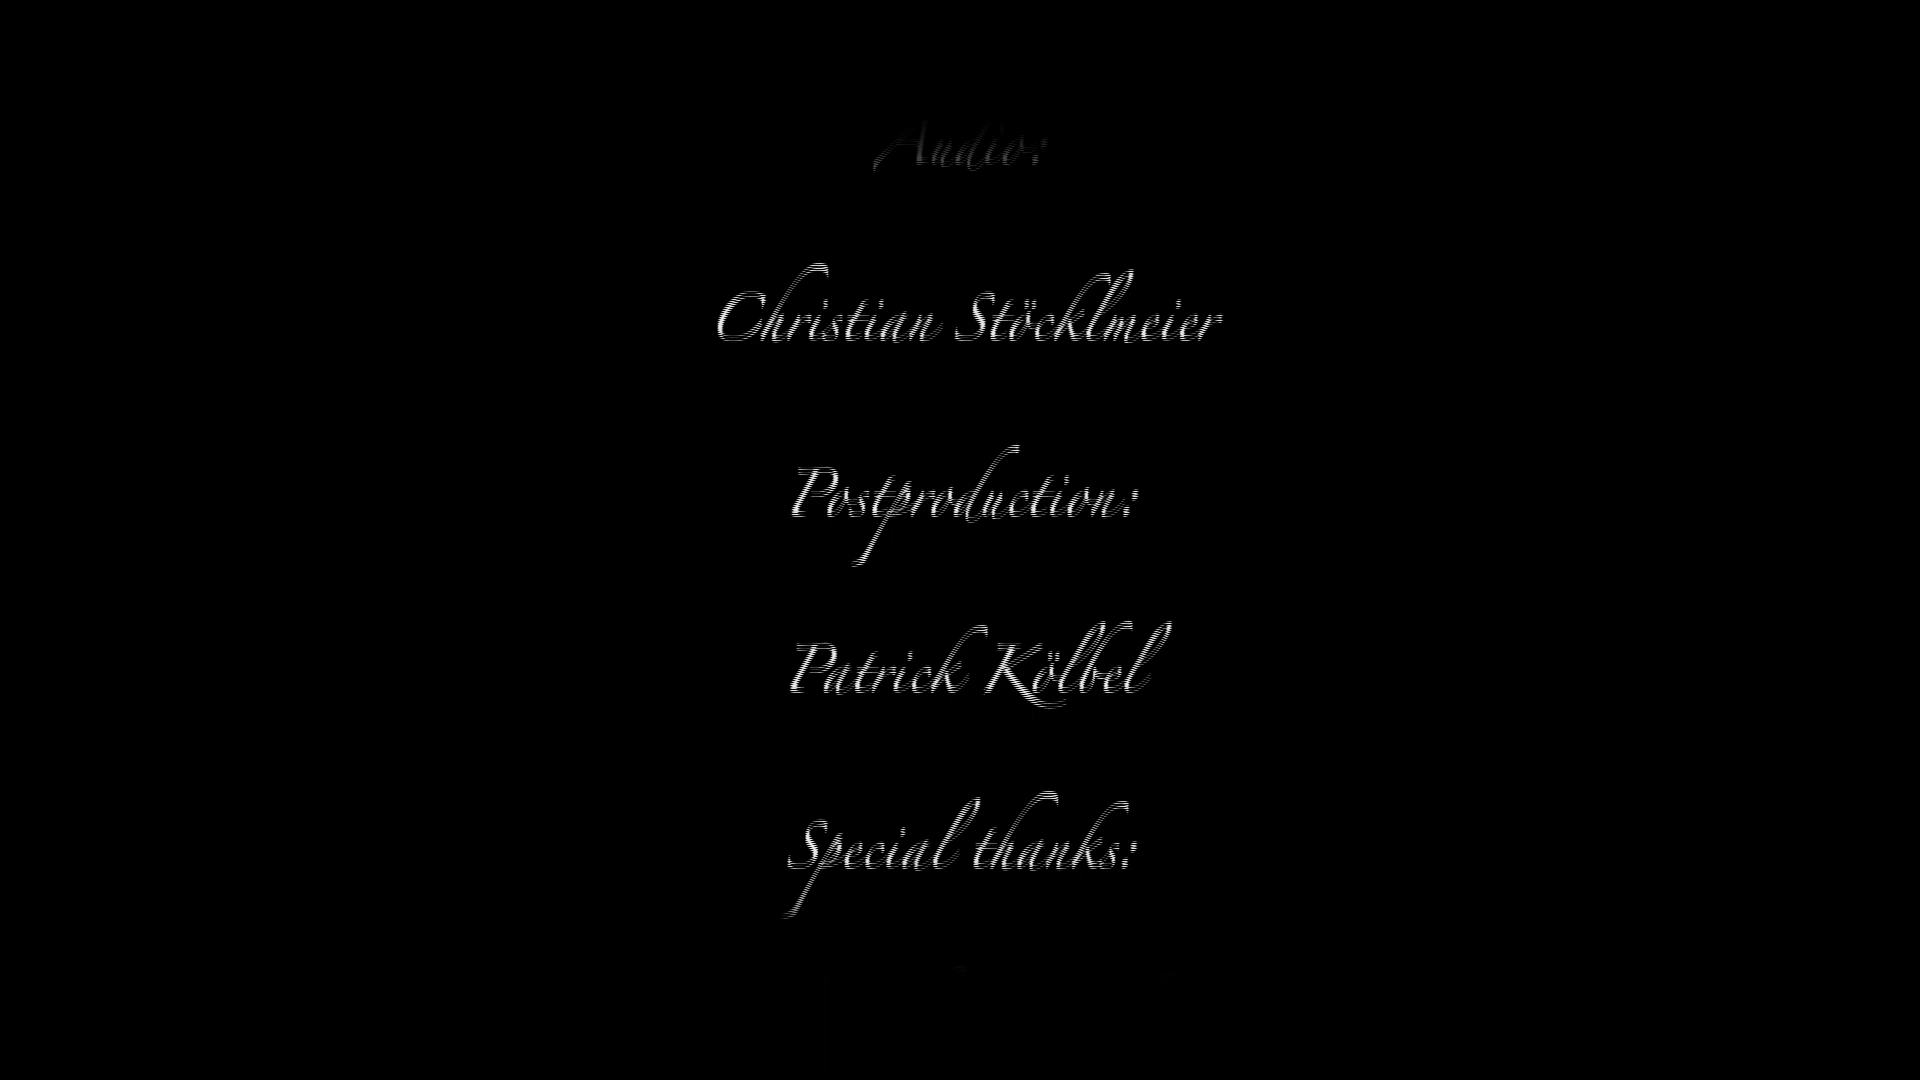 Audio:
Christian Stöcklmeier
Postproduction:
Patrick Kölbel
Special thanks: